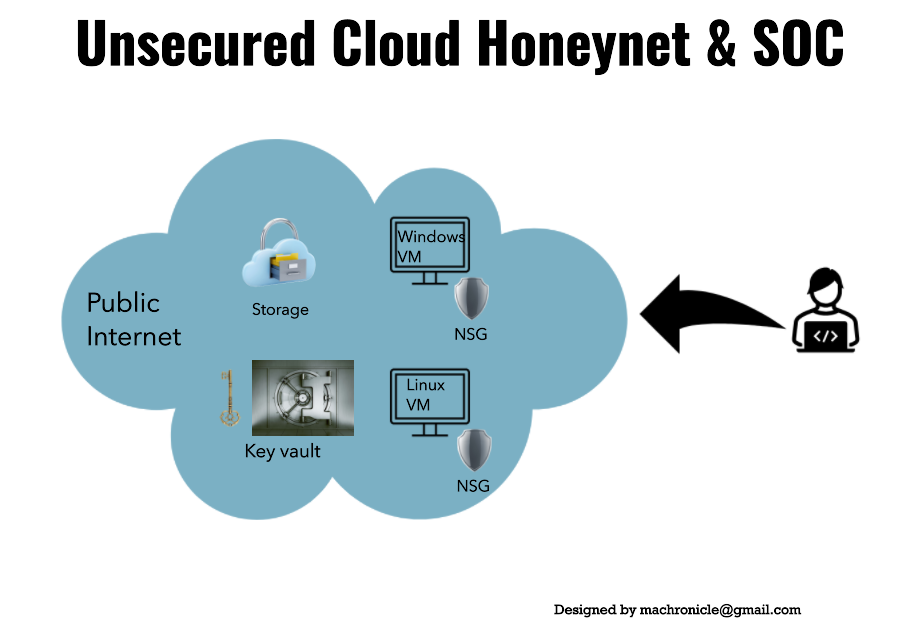 Unsecured Cloud Honeynet & SOC
Windows
VM
Public
Internet
Storage
NSG
Linux
VM
</>
Key vault
NSG
Designed by machronicle@gmail.com